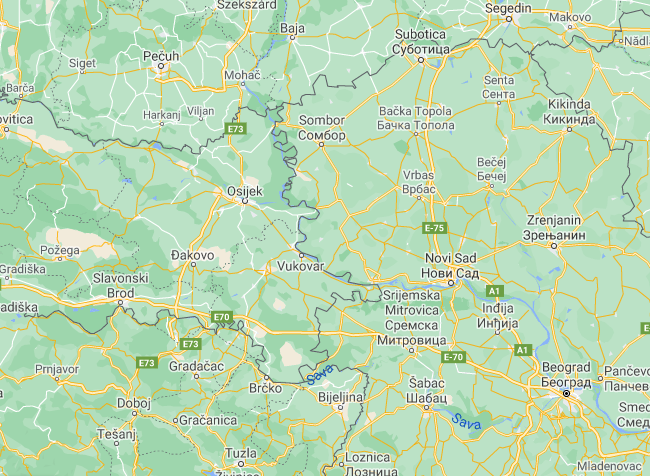 Szekszárd
Segedin
Makovo
Baja
Subotica
Суботица
Nădla
Siget
Pečuh
Mohač
Senta
Сента
Barča
Harkanj
Viljan
Bačka Topola
Бачка Топола
Kikinda
Кикинда
ovitica
E73
Sombor
Сомбор
Vrbas
Врбас
Bečej
Бечеј
Osijek
E-75
Zrenjanin
Зрењанин
Požega
Đakovo
Vukovar
Novi Sad
Нови Сад
Gradiška
adiška
Slavonski
Brod
A1
Srijemska
Mitrovica
Сремска
Митровица
Inđija
Инђија
E70
E73
E73
E-70
A1
Prnjavor
Gradačac
Brčko
Sava
Beograd
Београд
Pančevo
Панчево
Šabac
Шабац
Doboj
Gračanica
Bijeljina
Sava
Smed
Смед
Tešanj
Tuzla
Živinice
Loznica
Лозница
Mladenovac